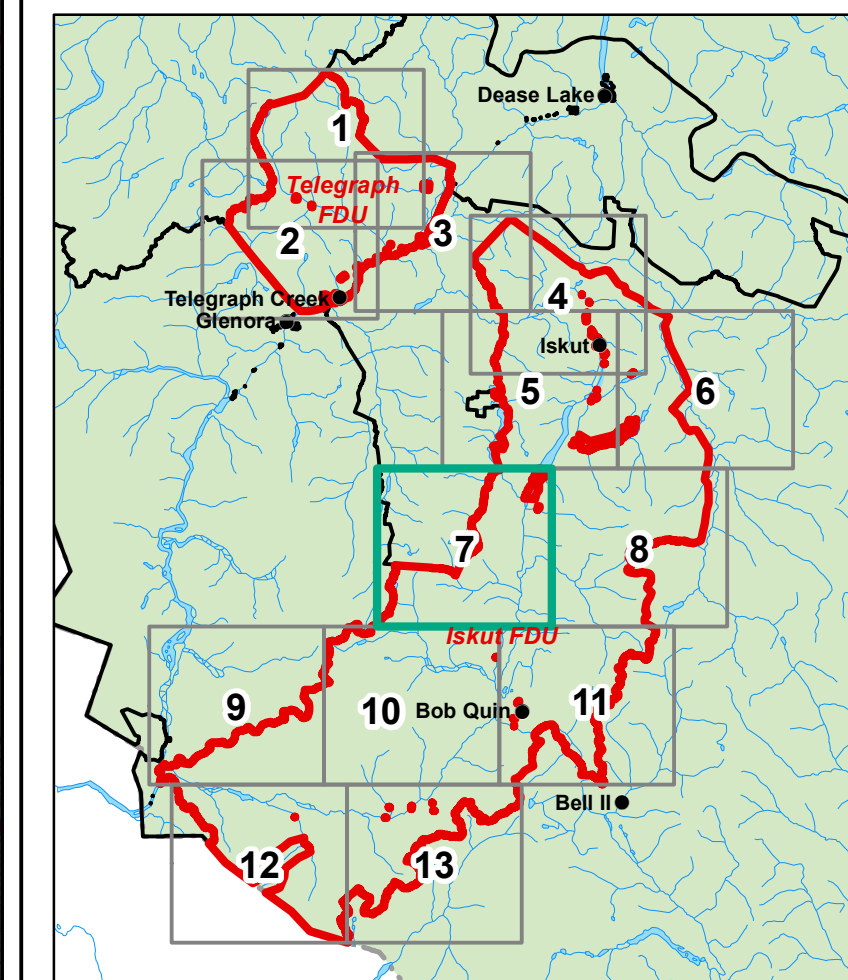 Dease Lake
1
Telegraph
FDU
2
3
Telegraph Creek
Glenora
4
Iskut
5
6
7
8
Iskut FDU
9
10
Bob Quin
11
Bell II
12
13